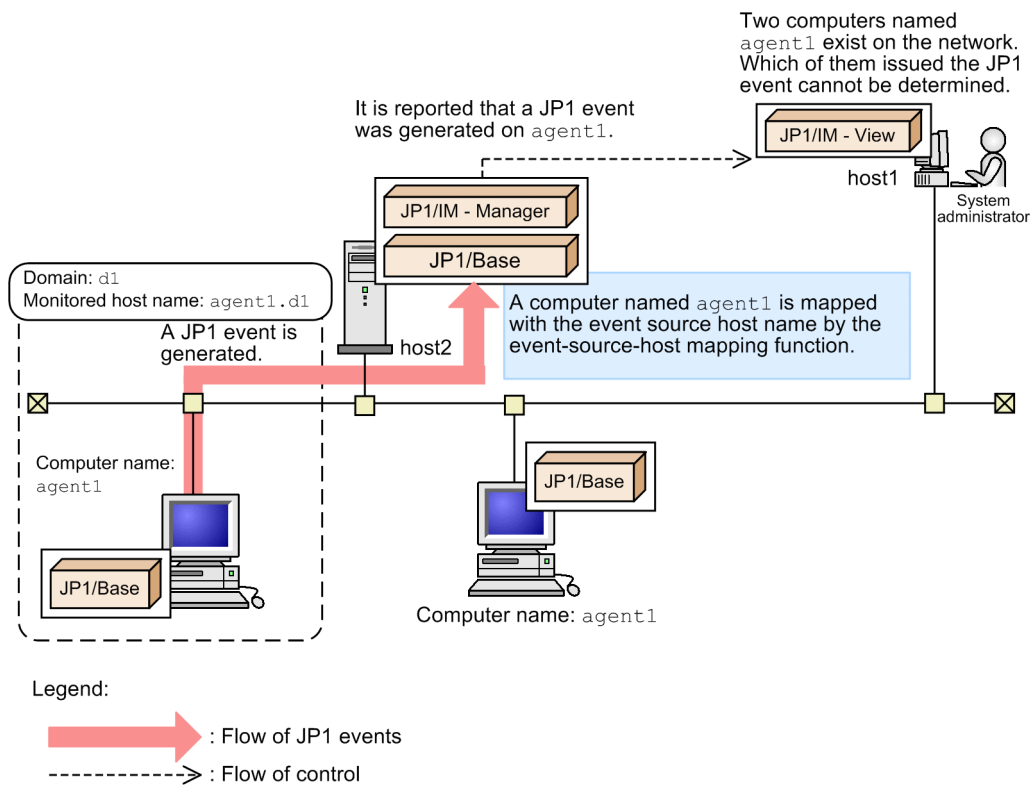 Two computers named
agent1 exist on the network.
Which of them issued the JP1
event cannot be determined.
It is reported that a JP1 event
was generated on agent1.
JP1/IM - View
host1
System
administrator
JP1/IM - Manager
JP1/Base
host2
Domain: d1
Monitored host name: agent1.d1
A JP1 event is
generated.
A computer named agent1 is mapped
with the event source host name by the
event-source-host mapping function.
Computer name:
agent1
JP1/Base
JP1/Base
Computer name: agent1
Legend:
: Flow of JP1 events
: Flow of control